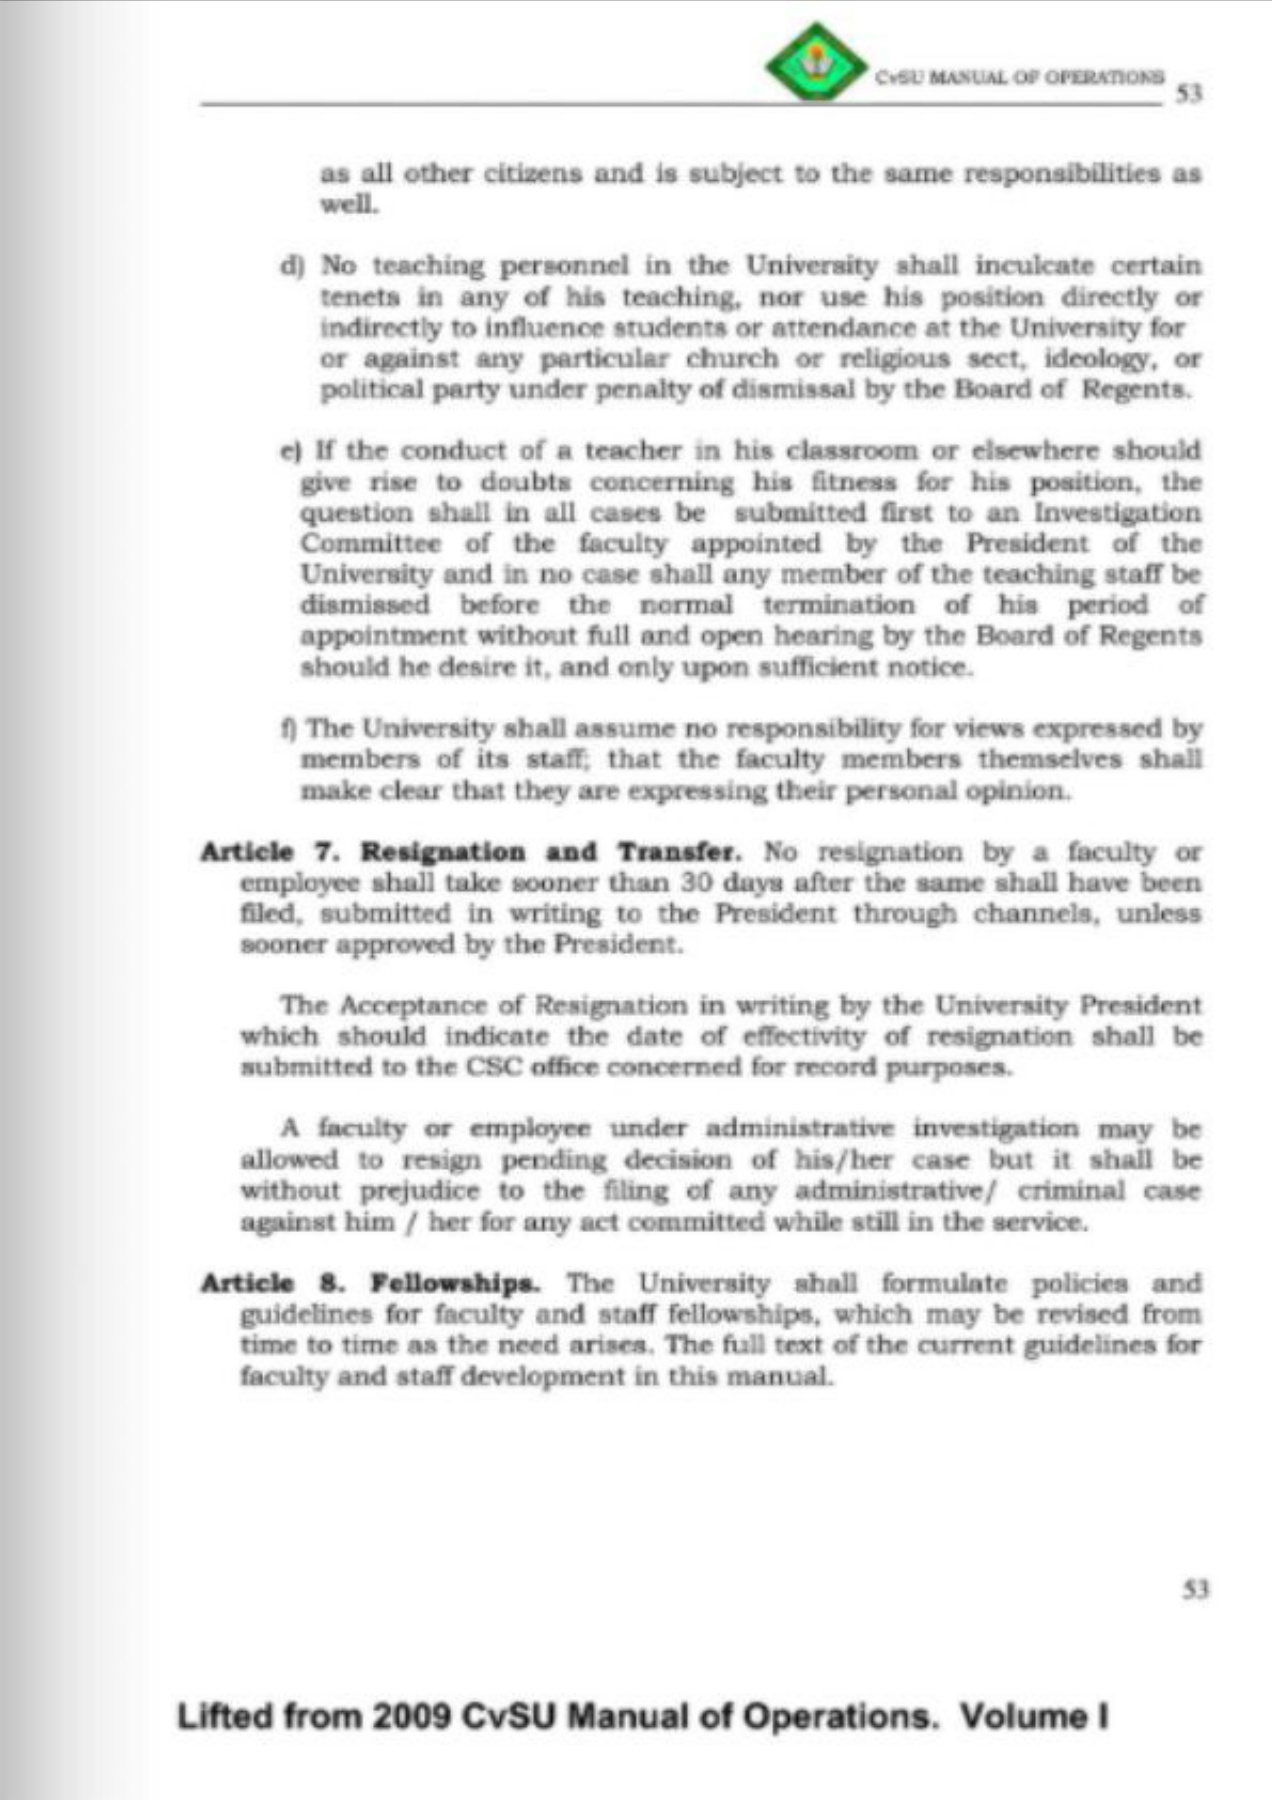 CvSU MANUAL OF OPERATIONS
53
as all other citizens and is subject to the same responsibilities as
well.
d) No teaching personnel in the University shall inculcate certain
tenets in any of his teaching, nor use his position directly or
indirectly to influence students or attendance at the University for
or against any particular church or religious sect, ideology, or
political party under penalty of dismissal by the Board of Regents.
e) If the conduct of a teacher in his classroom or elsewhere should
give rise to doubts concerning his fitness for his position, the
question shall in all cases be submitted first to an Investigation
Committee of the faculty appointed by the President of the
University and in no case shall any member of the teaching staff be
dismissed before the normal termination of his period of
appointment without full and open hearing by the Board of Regents
should he desire it, and only upon sufficient notice.
f) The University shall assume no responsibility for views expressed by
members of its staff; that the faculty members themselves shall
make clear that they are expressing their personal opinion.
Article 7. Resignation and Transfer. No resignation by a faculty or
employee shall take sooner than 30 days after the same shall have been
filed, submitted in writing to the President through channels, unless
sooner approved by the President.
The Acceptance of Resignation in writing by the University President
which should indicate the date of effectivity of resignation shall be
submitted to the CSC office concerned for record purposes.
A faculty or employee under administrative investigation may be
allowed to resign pending decision of his/her case but it shall be
without prejudice to the filing of any administrative/ criminal case
against him / her for any act committed while still in the service.
Article 8. Fellowships. The University shall formulate policies and
guidelines for faculty and staff fellowships, which may be revised from
time to time as the need arises. The full text of the current guidelines for
faculty and staff development in this manual.
53
Lifted from 2009 CvSU Manual of Operations. Volume I